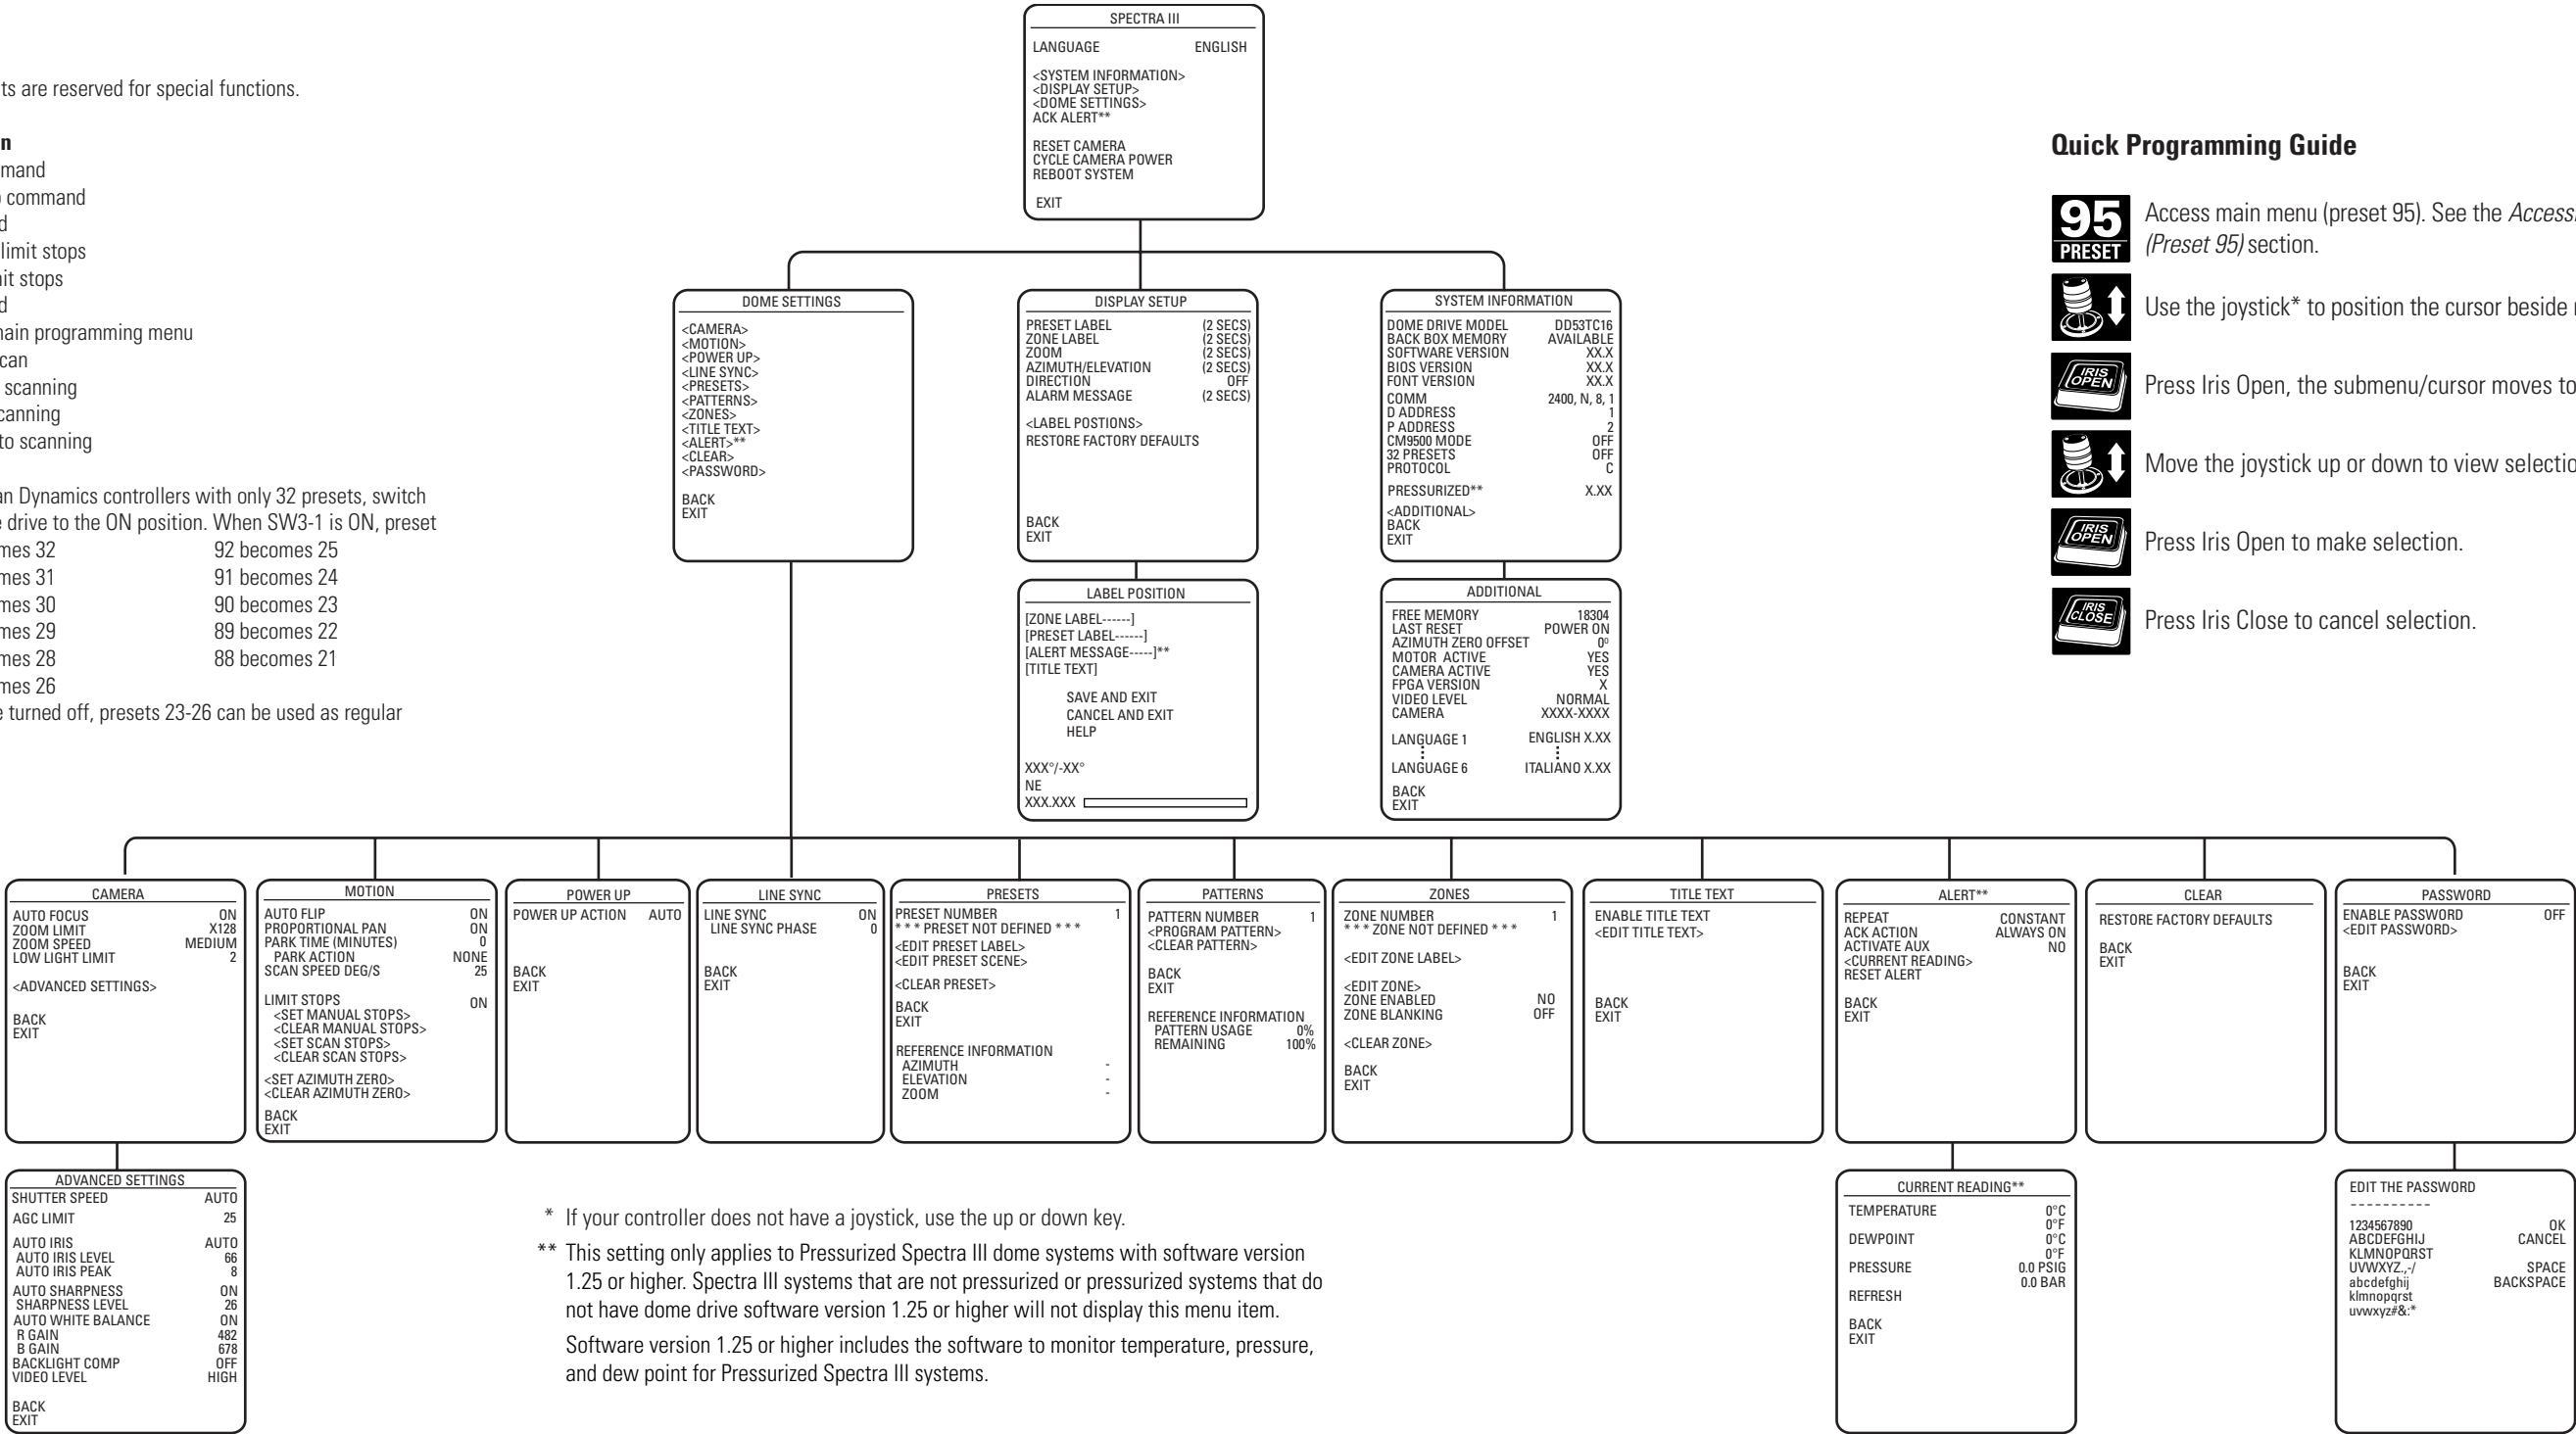 ts are reserved for special functions.
n
mand
command
d
limit stops
it stops
d
nain programming menu
can
scanning
canning
to scanning
an Dynamics controllers with only 32 presets, switch
e drive to the ON position. When SW3-1 is ON, preset
mes 32 92 becomes 25
mes 31 91 becomes 24
mes 30 90 becomes 23
mes 29 89 becomes 22
mes 28 88 becomes 21
mes 26
e turned off, presets 23-26 can be used as regular
SPECTRA III
LANGUAGE ENGLISH
<SYSTEM INFORMATION>
<DISPLAY SETUP>
<DOME SETTINGS>
ACK ALERT**
RESET CAMERA
CYCLE CAMERA POWER
REBOOT SYSTEM
EXIT
Quick Programming Guide
95
PRESET
Access main menu (preset 95). See the Access
(Preset 95) section.
Use the joystick* to position the cursor beside
IRIS
OPEN
Press Iris Open, the submenu/cursor moves to
Move the joystick up or down to view selectio
IRIS
OPEN
Press Iris Open to make selection.
IRIS
CLOSE
Press Iris Close to cancel selection.
DOME SETTINGS
<CAMERA>
<MOTION>
<POWER UP>
<LINE SYNC>
<PRESETS>
<PATTERNS>
<ZONES>
<TITLE TEXT>
<ALERT>**
<CLEAR>
<PASSWORD>
BACK
EXIT
DISPLAY SETUP
PRESET LABEL (2 SECS)
ZONE LABEL (2 SECS)
ZOOM (2 SECS)
AZIMUTH/ELEVATION (2 SECS)
DIRECTION OFF
ALARM MESSAGE (2 SECS)
<LABEL POSTIONS>
RESTORE FACTORY DEFAULTS
BACK
EXIT
SYSTEM INFORMATION
DOME DRIVE MODEL DD53TC16
BACK BOX MEMORY AVAILABLE
SOFTWARE VERSION XX.X
BIOS VERSION XX.X
FONT VERSION XX.X
COMM 2400, N, 8, 1
D ADDRESS 1
P ADDRESS 2
CM9500 MODE OFF
32 PRESETS OFF
PROTOCOL C
PRESSURIZED** X.XX
<ADDITIONAL>
BACK
EXIT
LABEL POSITION
[ZONE LABEL------]
[PRESET LABEL------]
[ALERT MESSAGE-----]**
[TITLE TEXT]
SAVE AND EXIT
CANCEL AND EXIT
HELP
XXX°/-XX°
NE
XXX.XXX
ADDITIONAL
FREE MEMORY 18304
LAST RESET POWER ON
AZIMUTH ZERO OFFSET 0°
MOTOR ACTIVE YES
CAMERA ACTIVE YES
FPGA VERSION X
VIDEO LEVEL NORMAL
CAMERA XXXX-XXXX
LANGUAGE 1 ENGLISH X.XX
LANGUAGE 6 ITALIANO X.XX
BACK
EXIT
CAMERA
AUTO FOCUS ON
ZOOM LIMIT X128
ZOOM SPEED MEDIUM
LOW LIGHT LIMIT 2
<ADVANCED SETTINGS>
BACK
EXIT
MOTION
AUTO FLIP ON
PROPORTIONAL PAN ON
PARK TIME (MINUTES) 0
PARK ACTION NONE
SCAN SPEED DEG/S 25
LIMIT STOPS ON
<SET MANUAL STOPS>
<CLEAR MANUAL STOPS>
<SET SCAN STOPS>
<CLEAR SCAN STOPS>
<SET AZIMUTH ZERO>
<CLEAR AZIMUTH ZERO>
BACK
EXIT
POWER UP
POWER UP ACTION AUTO
BACK
EXIT
LINE SYNC
LINE SYNC ON
LINE SYNC PHASE 0
BACK
EXIT
PRESETS
PRESET NUMBER 1
* * * PRESET NOT DEFINED * * *
<EDIT PRESET LABEL>
<EDIT PRESET SCENE>
<CLEAR PRESET>
BACK
EXIT
REFERENCE INFORMATION
AZIMUTH -
ELEVATION -
ZOOM -
PATTERNS
PATTERN NUMBER 1
<PROGRAM PATTERN>
<CLEAR PATTERN>
BACK
EXIT
REFERENCE INFORMATION
PATTERN USAGE 0%
REMAINING 100%
ZONES
ZONE NUMBER 1
* * * ZONE NOT DEFINED * * *
<EDIT ZONE LABEL>
<EDIT ZONE>
ZONE ENABLED NO
ZONE BLANKING OFF
<CLEAR ZONE>
BACK
EXIT
TITLE TEXT
ENABLE TITLE TEXT
<EDIT TITLE TEXT>
BACK
EXIT
ALERT**
REPEAT CONSTANT
ACK ACTION ALWAYS ON
ACTIVATE AUX NO
<CURRENT READING>
RESET ALERT
BACK
EXIT
CLEAR
RESTORE FACTORY DEFAULTS
BACK
EXIT
PASSWORD
ENABLE PASSWORD OFF
<EDIT PASSWORD>
BACK
EXIT
ADVANCED SETTINGS
SHUTTER SPEED AUTO
AGC LIMIT 25
AUTO IRIS AUTO
AUTO IRIS LEVEL 66
AUTO IRIS PEAK 8
AUTO SHARPNESS ON
SHARPNESS LEVEL 26
AUTO WHITE BALANCE ON
R GAIN 482
B GAIN 678
BACKLIGHT COMP OFF
VIDEO LEVEL HIGH
BACK
EXIT
* If your controller does not have a joystick, use the up or down key.
** This setting only applies to Pressurized Spectra III dome systems with software version
1.25 or higher. Spectra III systems that are not pressurized or pressurized systems that do
not have dome drive software version 1.25 or higher will not display this menu item.
Software version 1.25 or higher includes the software to monitor temperature, pressure,
and dew point for Pressurized Spectra III systems.
CURRENT READING**
TEMPERATURE 0°C
0°F
DEWPOINT 0°C
0°F
PRESSURE 0.0 PSIG
0.0 BAR
REFRESH
BACK
EXIT
EDIT THE PASSWORD
- - - - - - - - - -
1234567890 OK
ABCDEFGHIJ CANCEL
KLMNOPQRST
UVWXYZ.,-/ SPACE
abcdefghij BACKSPACE
klmnopqrst
uvwxyz#&:*